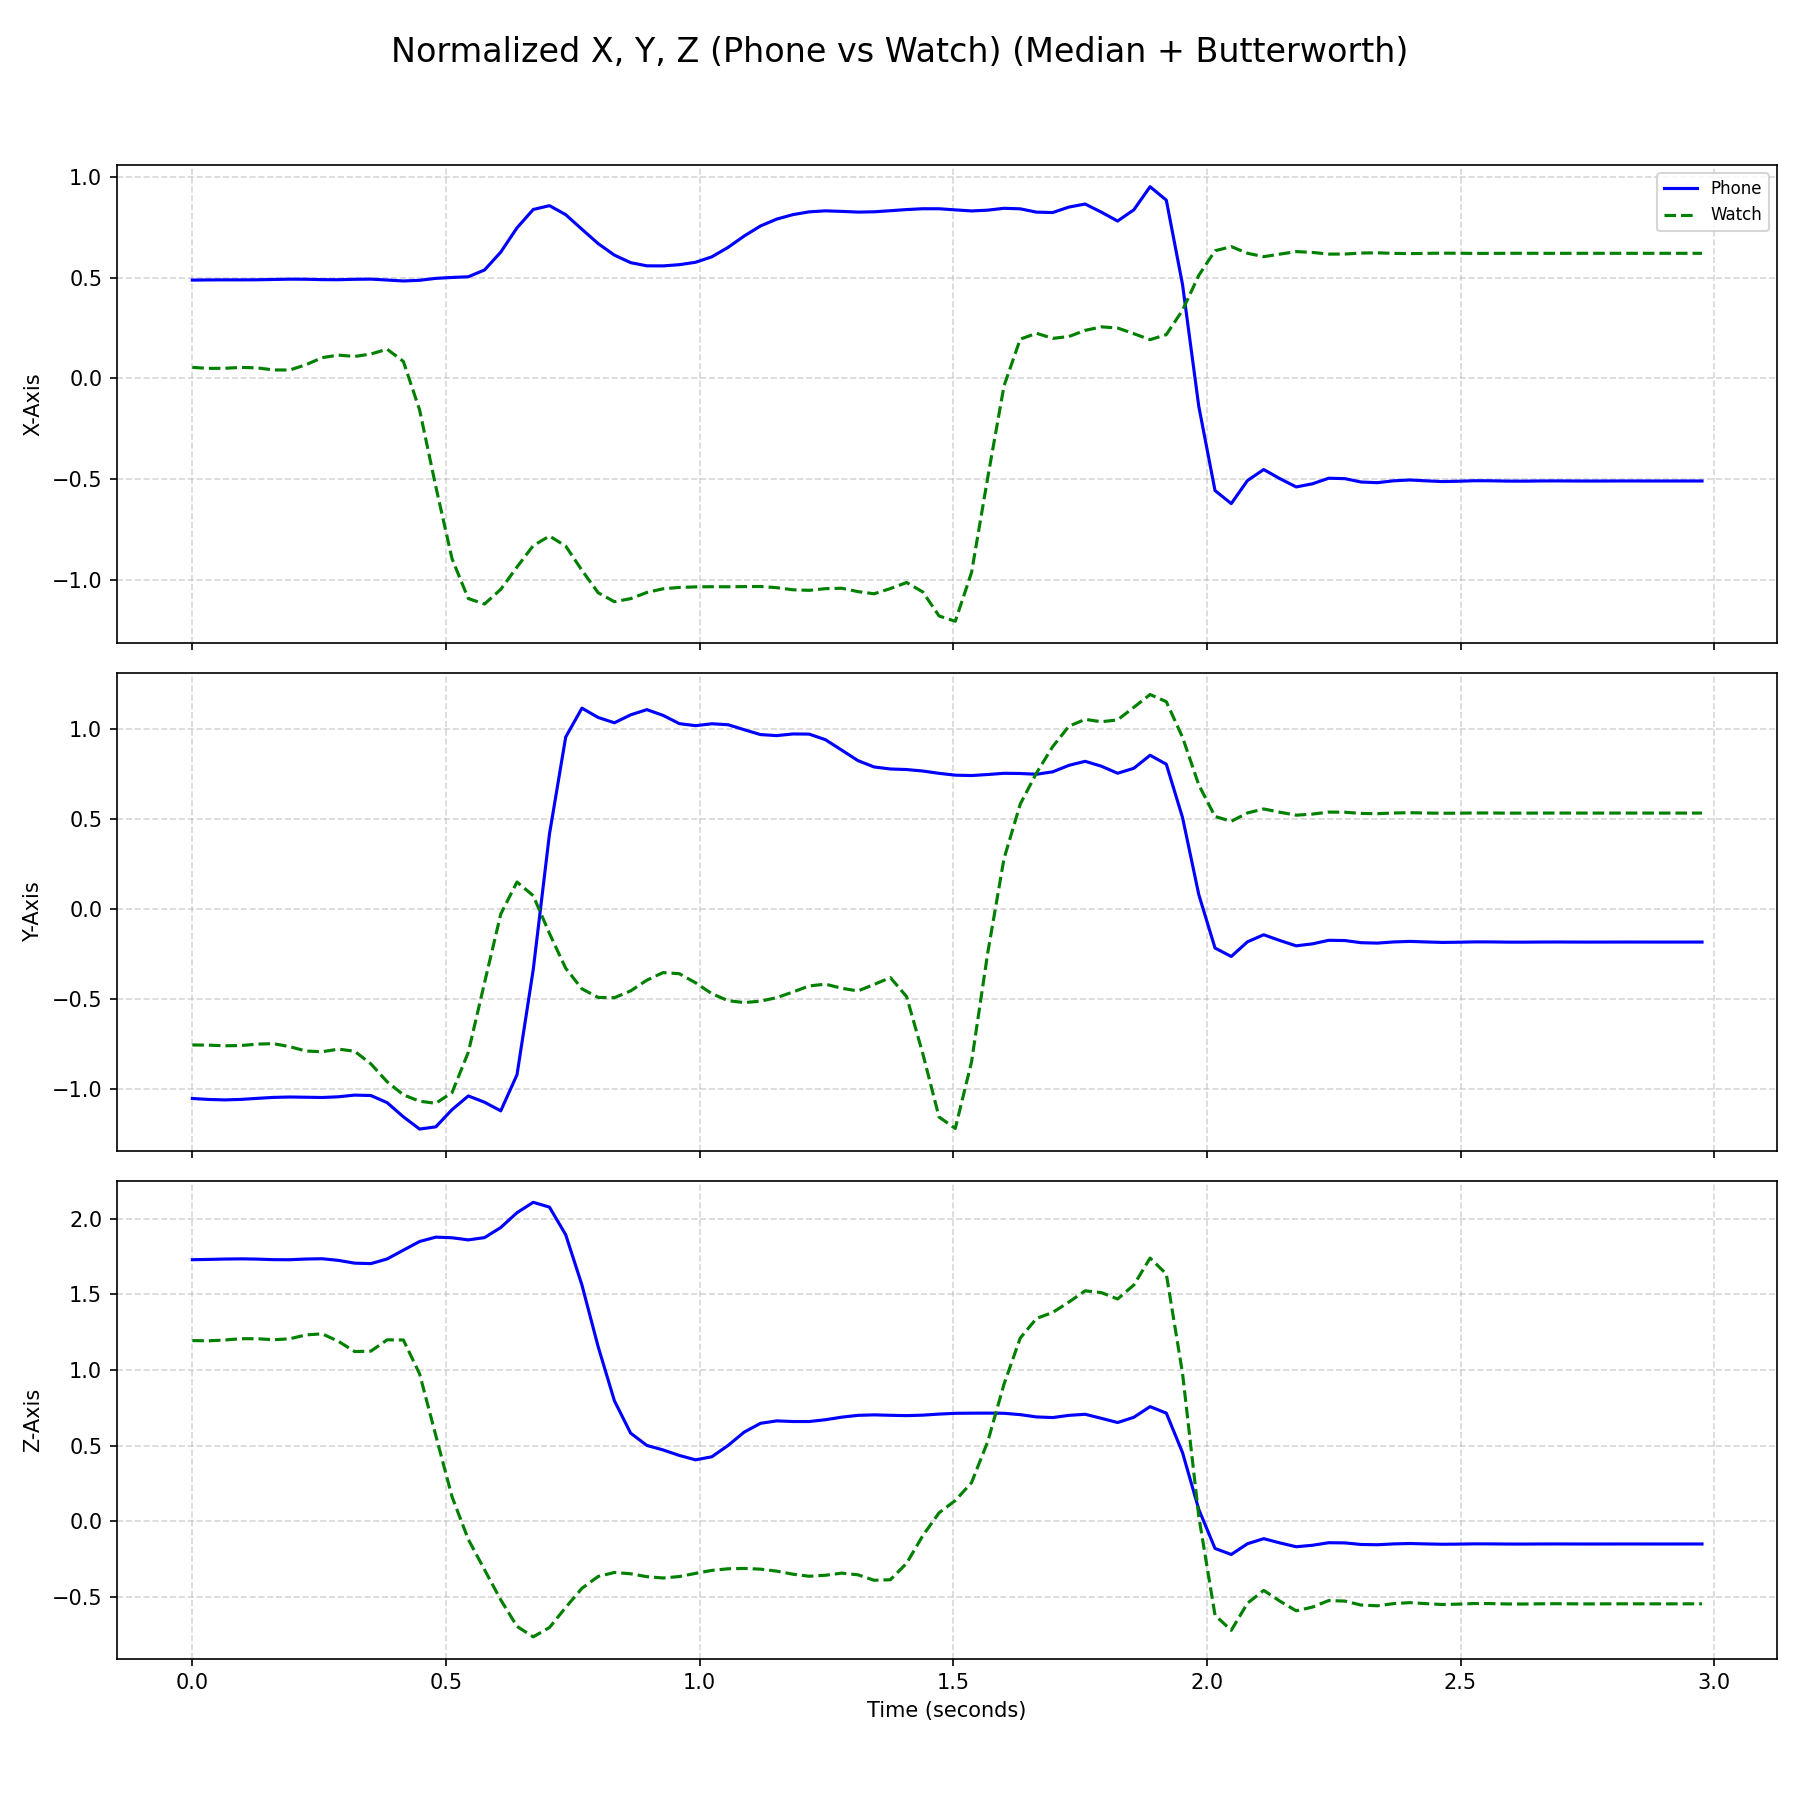 Normalized X, Y, Z (Phone vs Watch) (Median + Butterworth)
Phone
Watch
X-Axis
1.0
0.5
0.0
−0.5
−1.0
Y-Axis
1.0
0.5
0.0
−0.5
−1.0
Z-Axis
2.0
1.5
1.0
0.5
0.0
−0.5
0.0 0.5 1.0 1.5 2.0 2.5 3.0
Time (seconds)